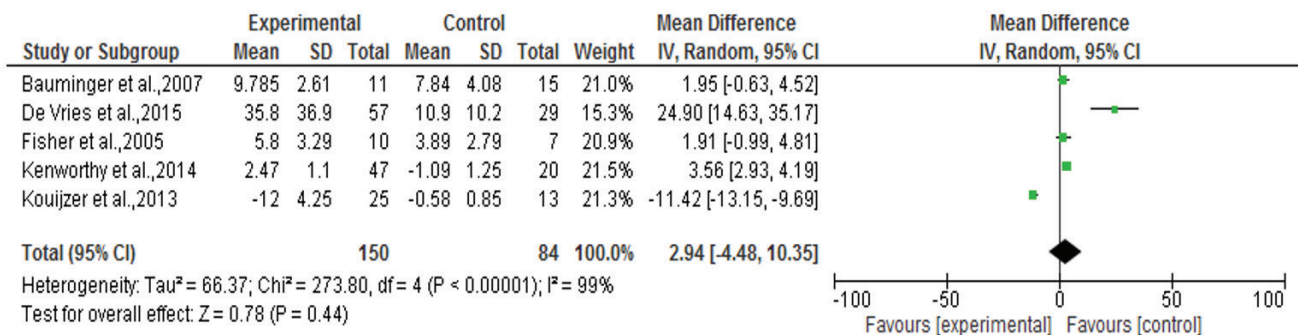 Experimental Control Mean Difference Mean Difference
Study or Subgroup Mean SD Total Mean SD Total Weight IV, Random, 95% CI IV, Random, 95% CI
Bauminger et al.,2007 9.785 2.61 11 7.84 4.08 15 21.0% 1.95 [-0.63, 4.52]
De Vries et al.,2015 35.8 36.9 57 10.9 10.2 29 15.3% 24.90 [14.63, 35.17]
Fisher et al.,2005 5.8 3.29 10 3.89 2.79 7 20.9% 1.91 [-0.99, 4.81]
Kenworthy et al.,2014 2.47 1.1 47 -1.09 1.25 20 21.5% 3.56 [2.93, 4.19]
Kouijzer et al.,2013 -12 4.25 25 -0.58 0.85 13 21.3% -11.42 [-13.15, -9.69]
Total (95% CI) 150 84 100.0% 2.94 [-4.48, 10.35]
Heterogeneity: Tau² = 66.37; Chi² = 273.80, df = 4 (P < 0.00001); I² = 99%
Test for overall effect: Z = 0.78 (P = 0.44)
-100 -50 0 50 100
Favours [experimental] Favours [control]